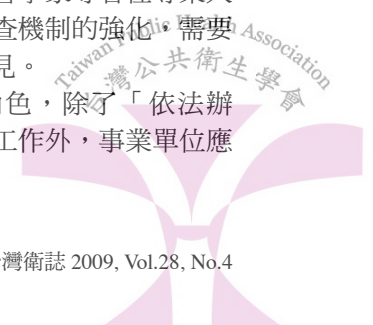 查機制的強化，需要
見。
Taiwan Public Health Association
台灣公共衛生學會
色，除了「依法辦
工作外，事業單位應
灣衛誌 2009, Vol.28, No.4